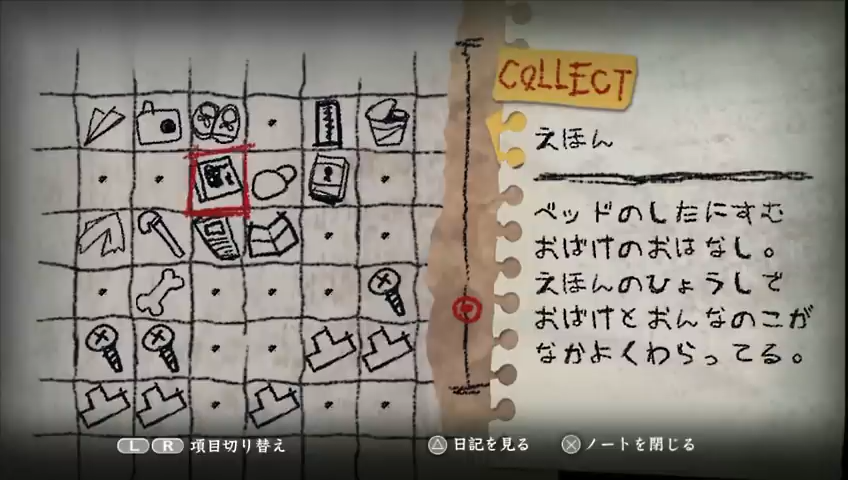 COLLECT
えほん
ベッドのしたにすむ
おばけのおはなし。
えほんのひょうしで
おばけとおんなのこが
なかよくわらってる。
L R 項目切り替え
△ 日記を見る
× ノートを閉じる